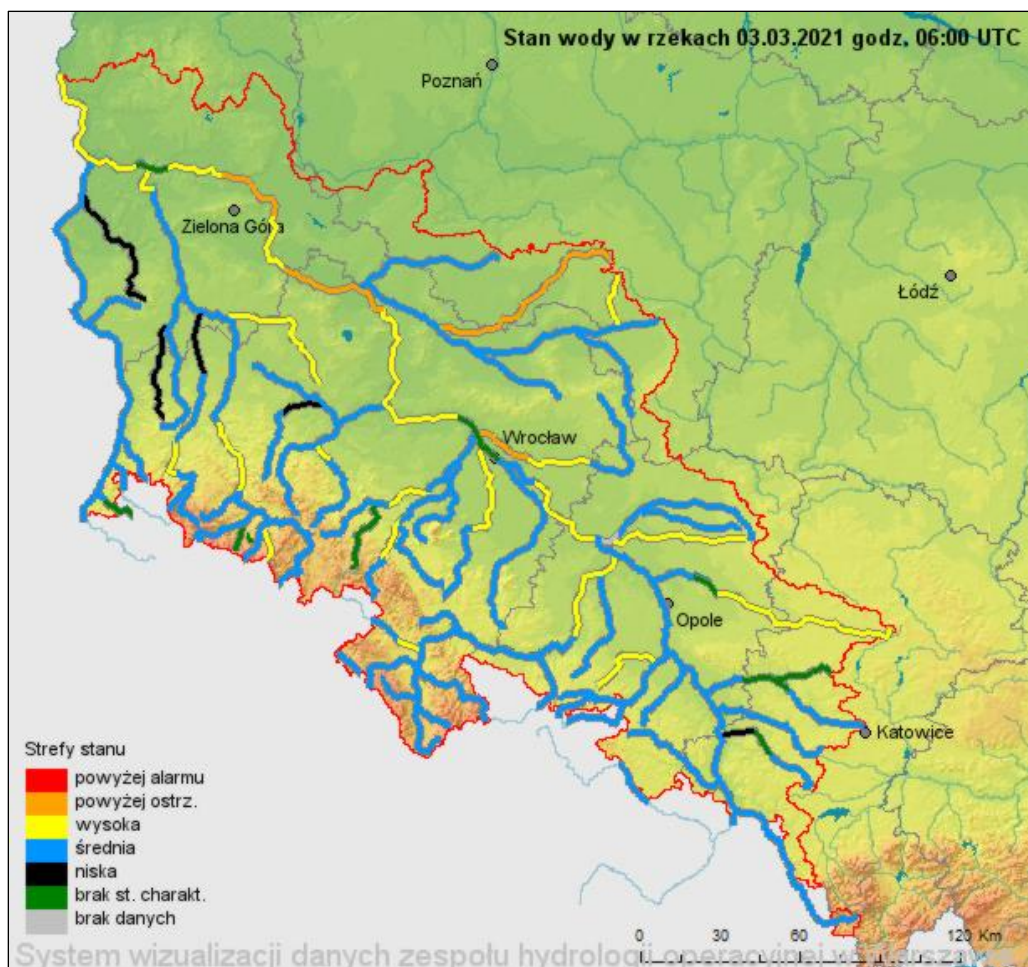 Stan wody w rzekach 03.03.2021 godz. 06:00 UTC
Poznań
Zielona Góra
Łódź
Wrocław
Opole
Katowice
Strefy stanu
powyżej alarmu
powyżej ostrz.
wysoka
średnia
niska
brak st. charakt.
brak danych
0 30 60 120 Km
System wizualizacji danych zespołu hydrologii operacyjnej w Warszawie